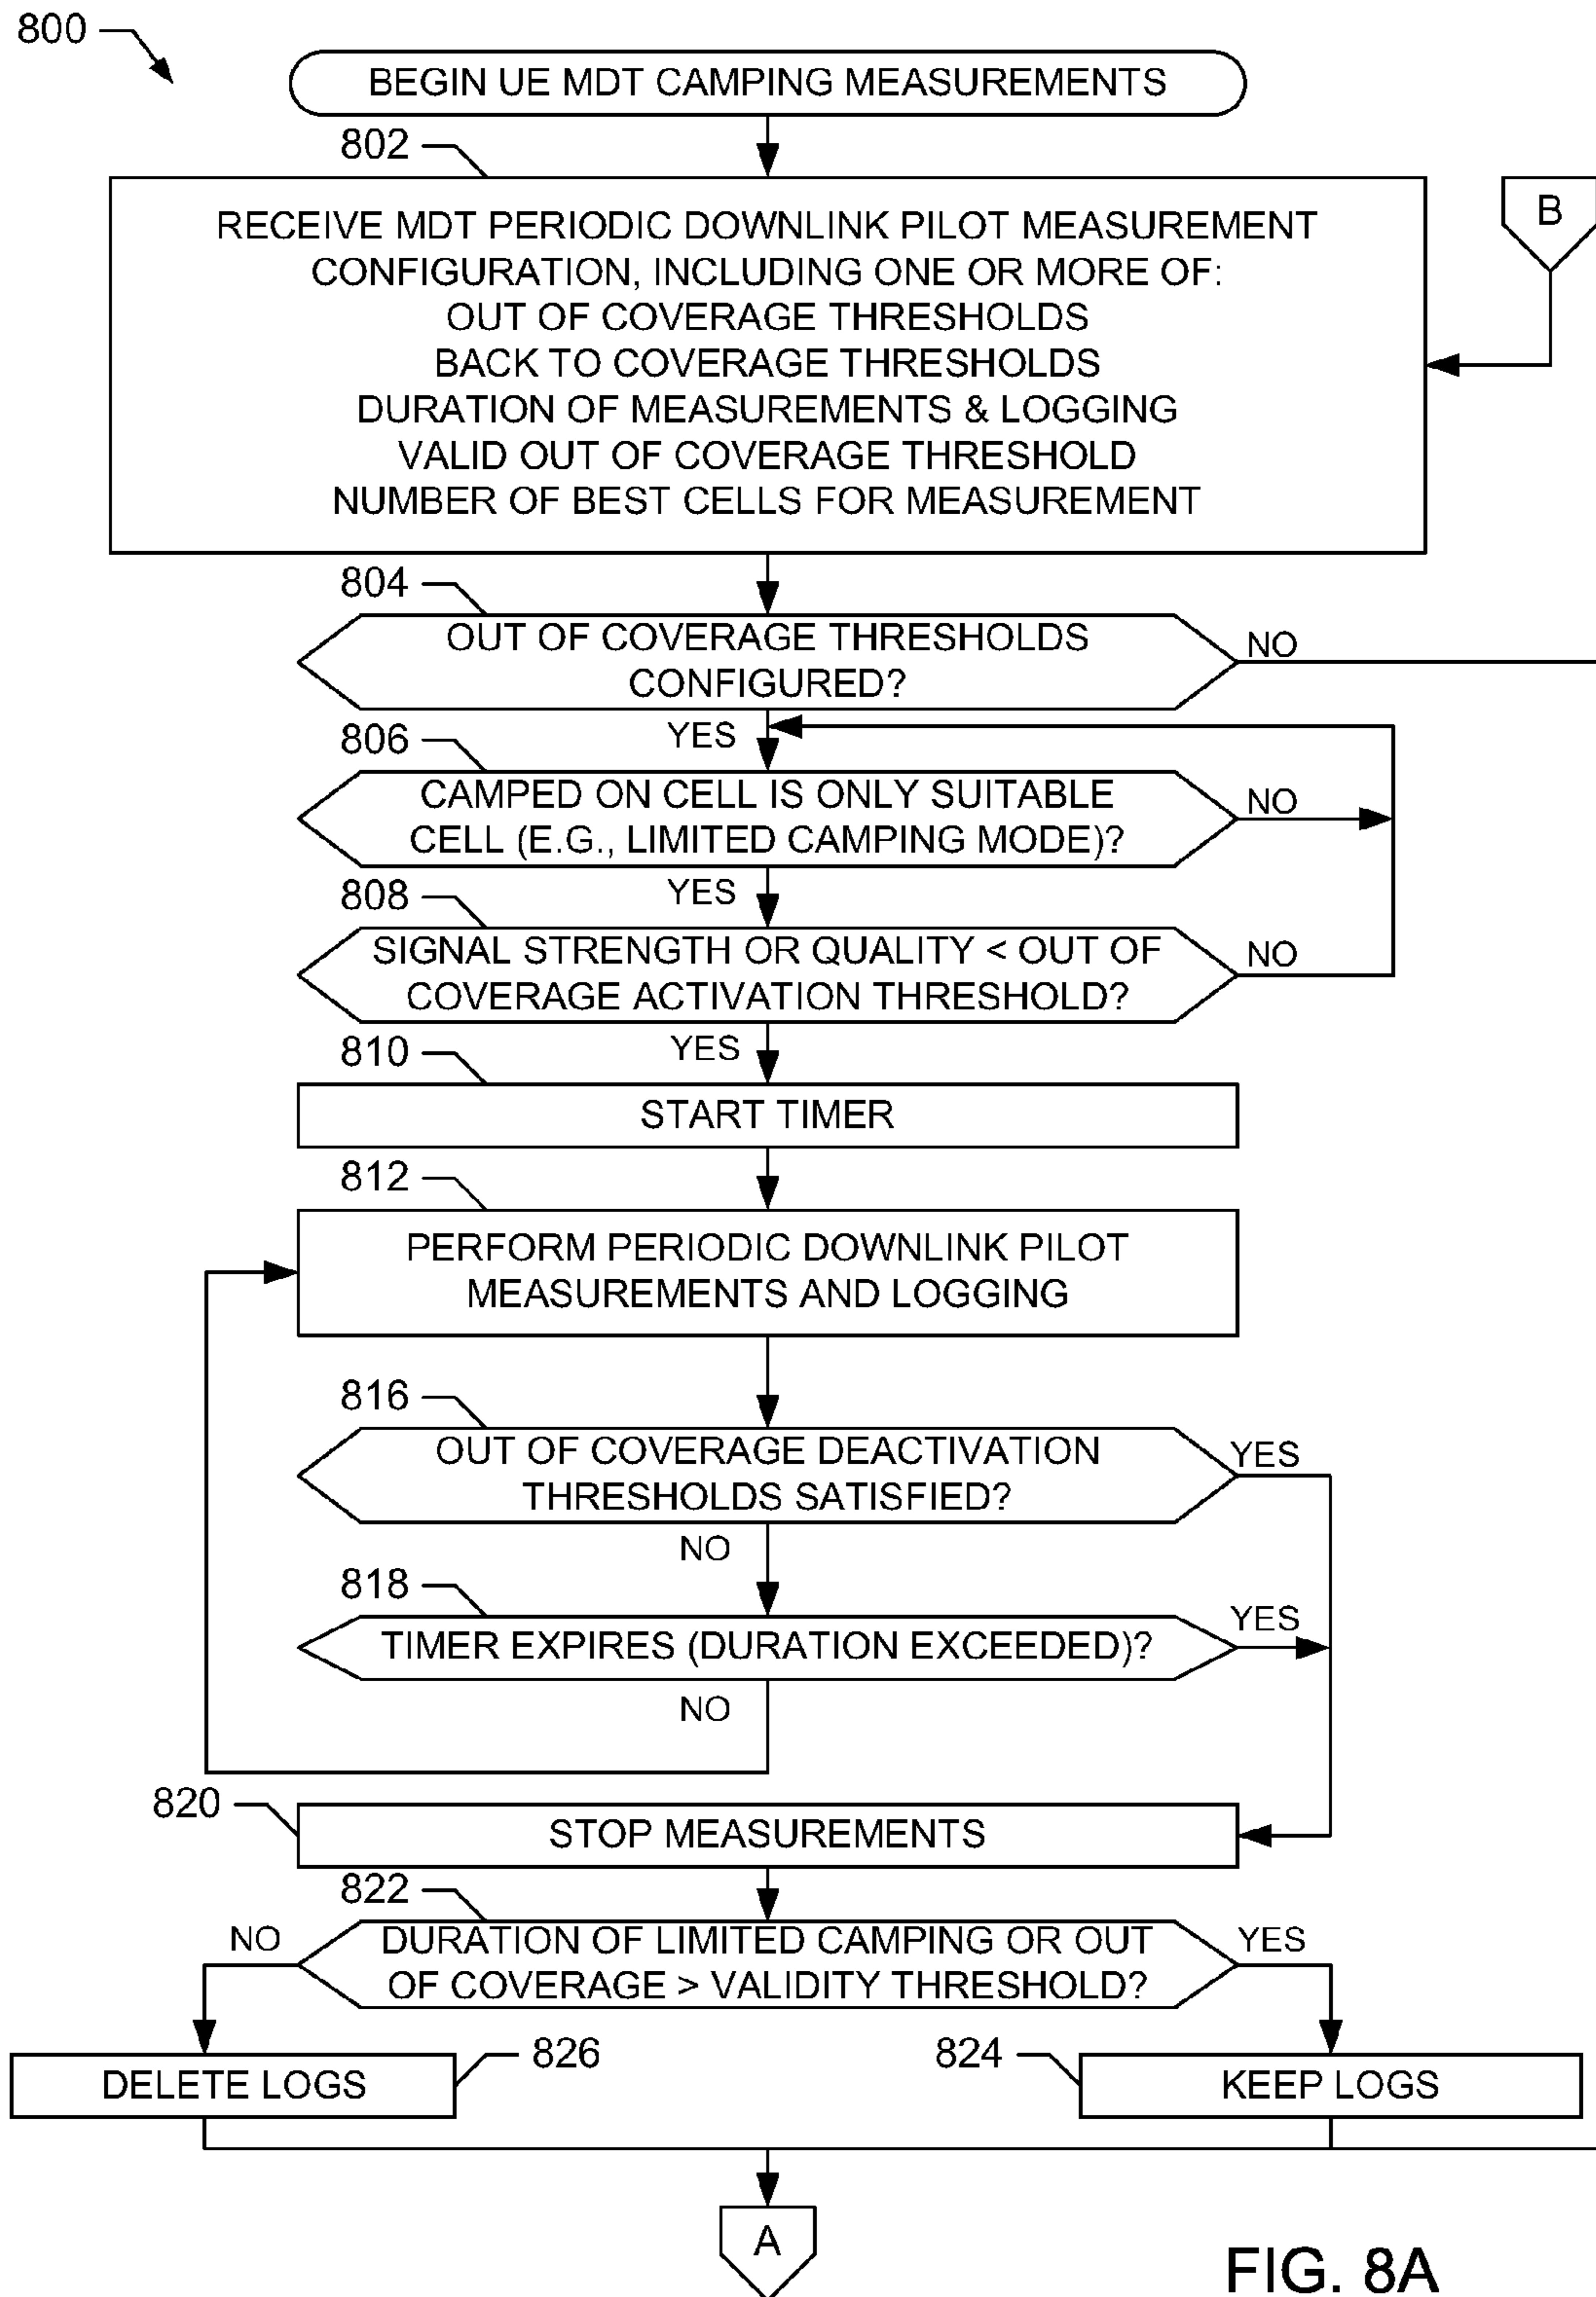 800
BEGIN UE MDT CAMPING MEASUREMENTS
802
RECEIVE MDT PERIODIC DOWNLINK PILOT MEASUREMENT
CONFIGURATION, INCLUDING ONE OR MORE OF:
OUT OF COVERAGE THRESHOLDS
BACK TO COVERAGE THRESHOLDS
DURATION OF MEASUREMENTS & LOGGING
VALID OUT OF COVERAGE THRESHOLD
NUMBER OF BEST CELLS FOR MEASUREMENT
B
804
OUT OF COVERAGE THRESHOLDS
CONFIGURED?
NO
YES
806
CAMPED ON CELL IS ONLY SUITABLE
CELL (E.G., LIMITED CAMPING MODE)?
NO
YES
808
SIGNAL STRENGTH OR QUALITY < OUT OF
COVERAGE ACTIVATION THRESHOLD?
NO
YES
810
START TIMER
812
PERFORM PERIODIC DOWNLINK PILOT
MEASUREMENTS AND LOGGING
816
OUT OF COVERAGE DEACTIVATION
THRESHOLDS SATISFIED?
YES
NO
818
TIMER EXPIRES (DURATION EXCEEDED)?
YES
NO
820
STOP MEASUREMENTS
822
DURATION OF LIMITED CAMPING OR OUT
OF COVERAGE > VALIDITY THRESHOLD?
NO
YES
826
DELETE LOGS
824
KEEP LOGS
A
FIG. 8A